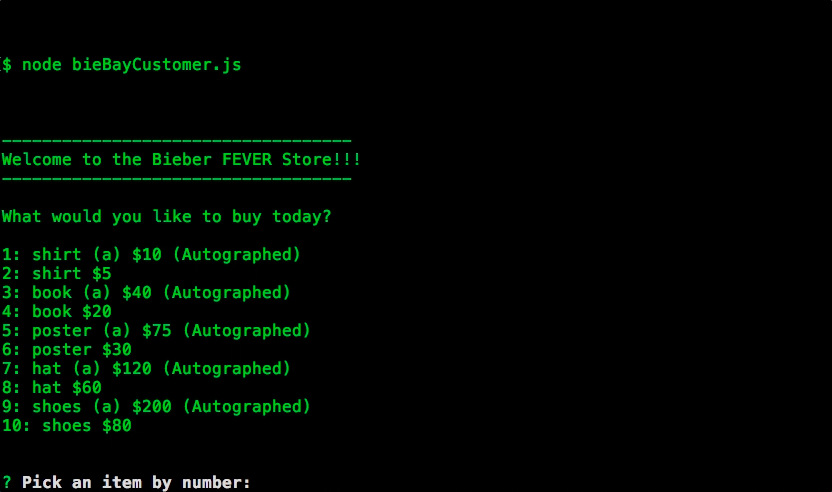 $ node bieBayCustomer.js
-----------------------------------
Welcome to the Bieber FEVER Store!!!
-----------------------------------
What would you like to buy today?
1: shirt (a) $10 (Autographed)
2: shirt $5
3: book (a) $40 (Autographed)
4: book $20
5: poster (a) $75 (Autographed)
6: poster $30
7: hat (a) $120 (Autographed)
8: hat $60
9: shoes (a) $200 (Autographed)
10: shoes $80
? Pick an item by number: